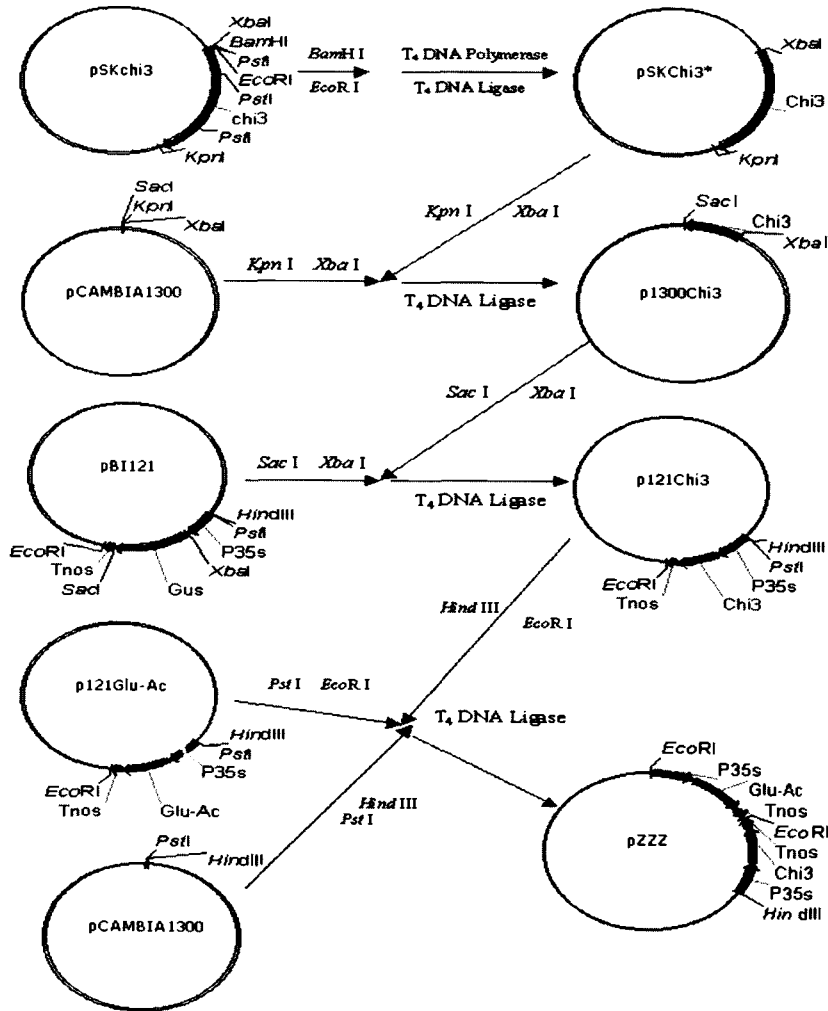 XbaI
BamHI
PstI
EcoRI
PstI
chi3
PstI
KpnI
pSKchi3
BamH I
EcoR I
T4 DNA Polymerase
T4 DNA Ligase
pSKChi3*
XbaI
Chi3
KpnI
SacI
KpnI
XbaI
pCAMBIA1300
Kpn I XbaI
Kpn I Xba I
T4 DNA Ligase
SacI
Chi3
XbaI
p1300Chi3
Sac I Xba I
pBI121
HindIII
PstI
P35s
XbaI
Gus
SacI
Tnos
EcoRI
Sac I Xba I
T4 DNA Ligase
p121Chi3
HindIII
PstI
P35s
Chi3
Tnos
EcoRI
Hind III EcoR I
p121Glu-Ac
HindIII
PstI
P35s
Glu-Ac
Tnos
EcoRI
Pst I EcoR I
T4 DNA Ligase
Hind III
Pst I
PstI
HindIII
pCAMBIA1300
pZZZ
EcoRI
P35s
Glu-Ac
Tnos
EcoRI
Tnos
Chi3
P35s
Hin dIII